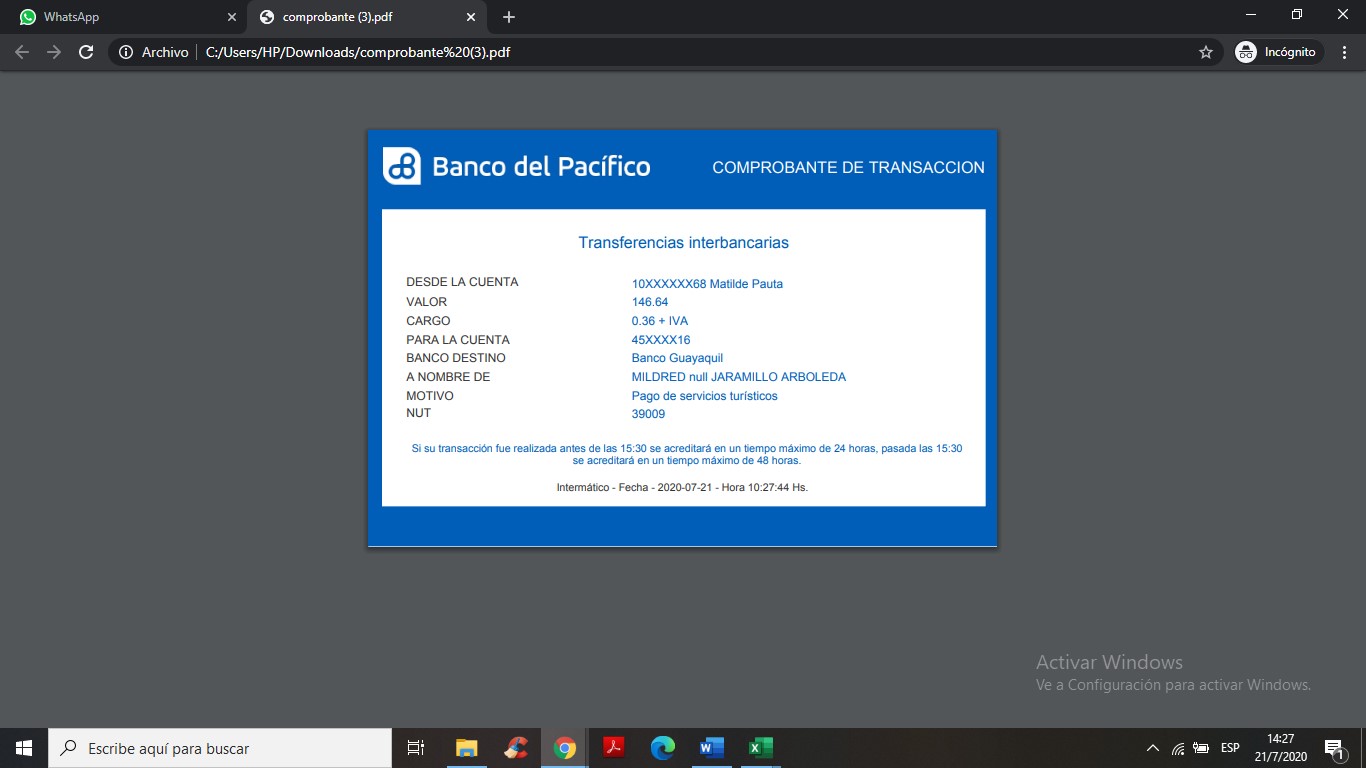 WhatsApp
comprobante (3).pdf
Archivo
C:/Users/HP/Downloads/comprobante%20(3).pdf
Incógnito
Banco del Pacífico
COMPROBANTE DE TRANSACCION
Transferencias interbancarias
DESDE LA CUENTA 10XXXXXX68 Matilde Pauta
VALOR 146.64
CARGO 0.36 + IVA
PARA LA CUENTA 45XXXX16
BANCO DESTINO Banco Guayaquil
A NOMBRE DE MILDRED null JARAMILLO ARBOLEDA
MOTIVO Pago de servicios turísticos
NUT 39009
Si su transacción fue realizada antes de las 15:30 se acreditará en un tiempo máximo de 24 horas, pasada las 15:30
se acreditará en un tiempo máximo de 48 horas.
Intermático - Fecha - 2020-07-21 - Hora 10:27:44 Hs.
Activar Windows
Ve a Configuración para activar Windows.
Escribe aquí para buscar
ESP
14:27
21/7/2020
1